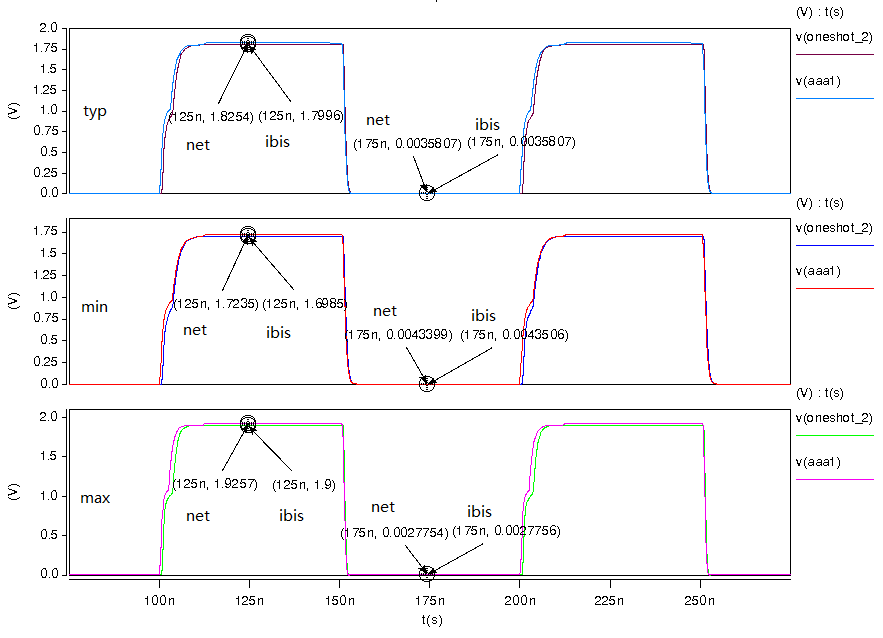 (V) : t(s)
v(oneshot_2)
v(aaa1)
(V)
2.0
1.75
1.5
1.25
1.0
0.75
0.5
0.25
0.0
typ
(125n, 1.8254) (125n, 1.7996)
net ibis
net ibis
(175n, 0.0035807) (175n, 0.0035807)
(V) : t(s)
v(oneshot_2)
v(aaa1)
(V)
1.75
1.5
1.25
1.0
0.75
0.5
0.25
0.0
min
(125n, 1.7235) (125n, 1.6985)
net ibis
net ibis
(175n, 0.0043399) (175n, 0.0043506)
(V) : t(s)
v(oneshot_2)
v(aaa1)
(V)
2.0
1.5
1.0
0.5
0.0
max
(125n, 1.9257) (125n, 1.9)
net ibis
net ibis
(175n, 0.0027754) (175n, 0.0027756)
100n 125n 150n 175n 200n 225n 250n
t(s)